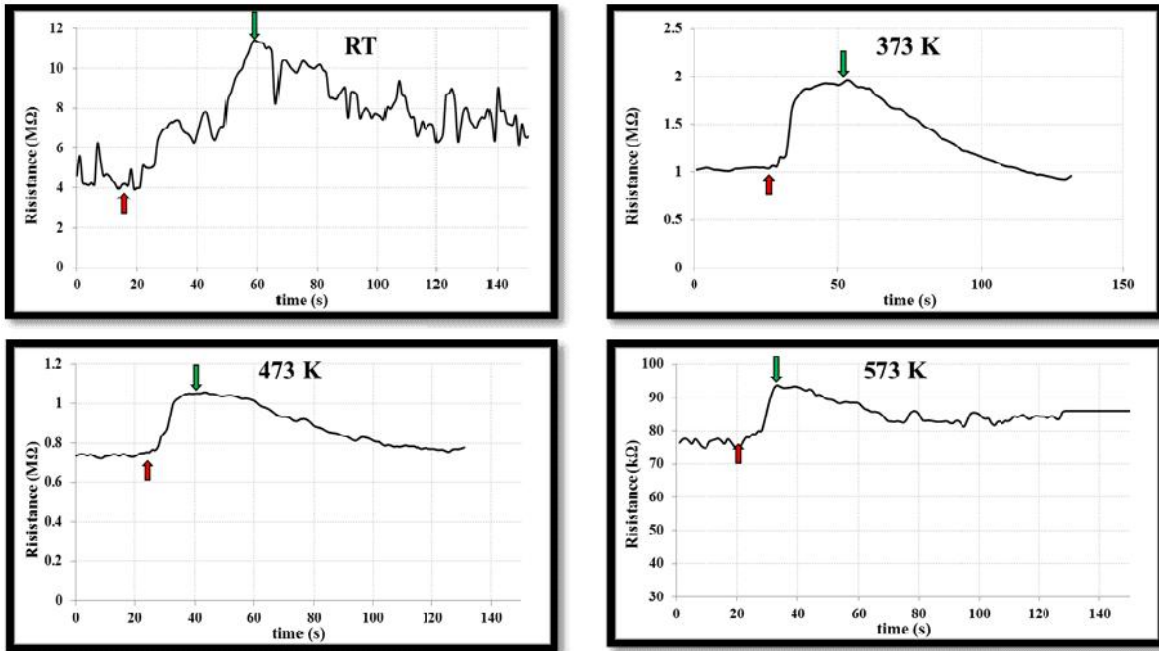 RT
Risistance (MΩ)
12
10
8
6
4
2
0
0 20 40 60 80 100 120 140
time (s)
373 K
Risistance (MΩ)
2.5
2
1.5
1
0.5
0
0 50 100 150
time (s)
473 K
Risistance (MΩ)
1.2
1
0.8
0.6
0.4
0.2
0
0 20 40 60 80 100 120 140
time (s)
573 K
Risistance (kΩ)
100
90
80
70
60
50
40
30
0 20 40 60 80 100 120 140
time (s)